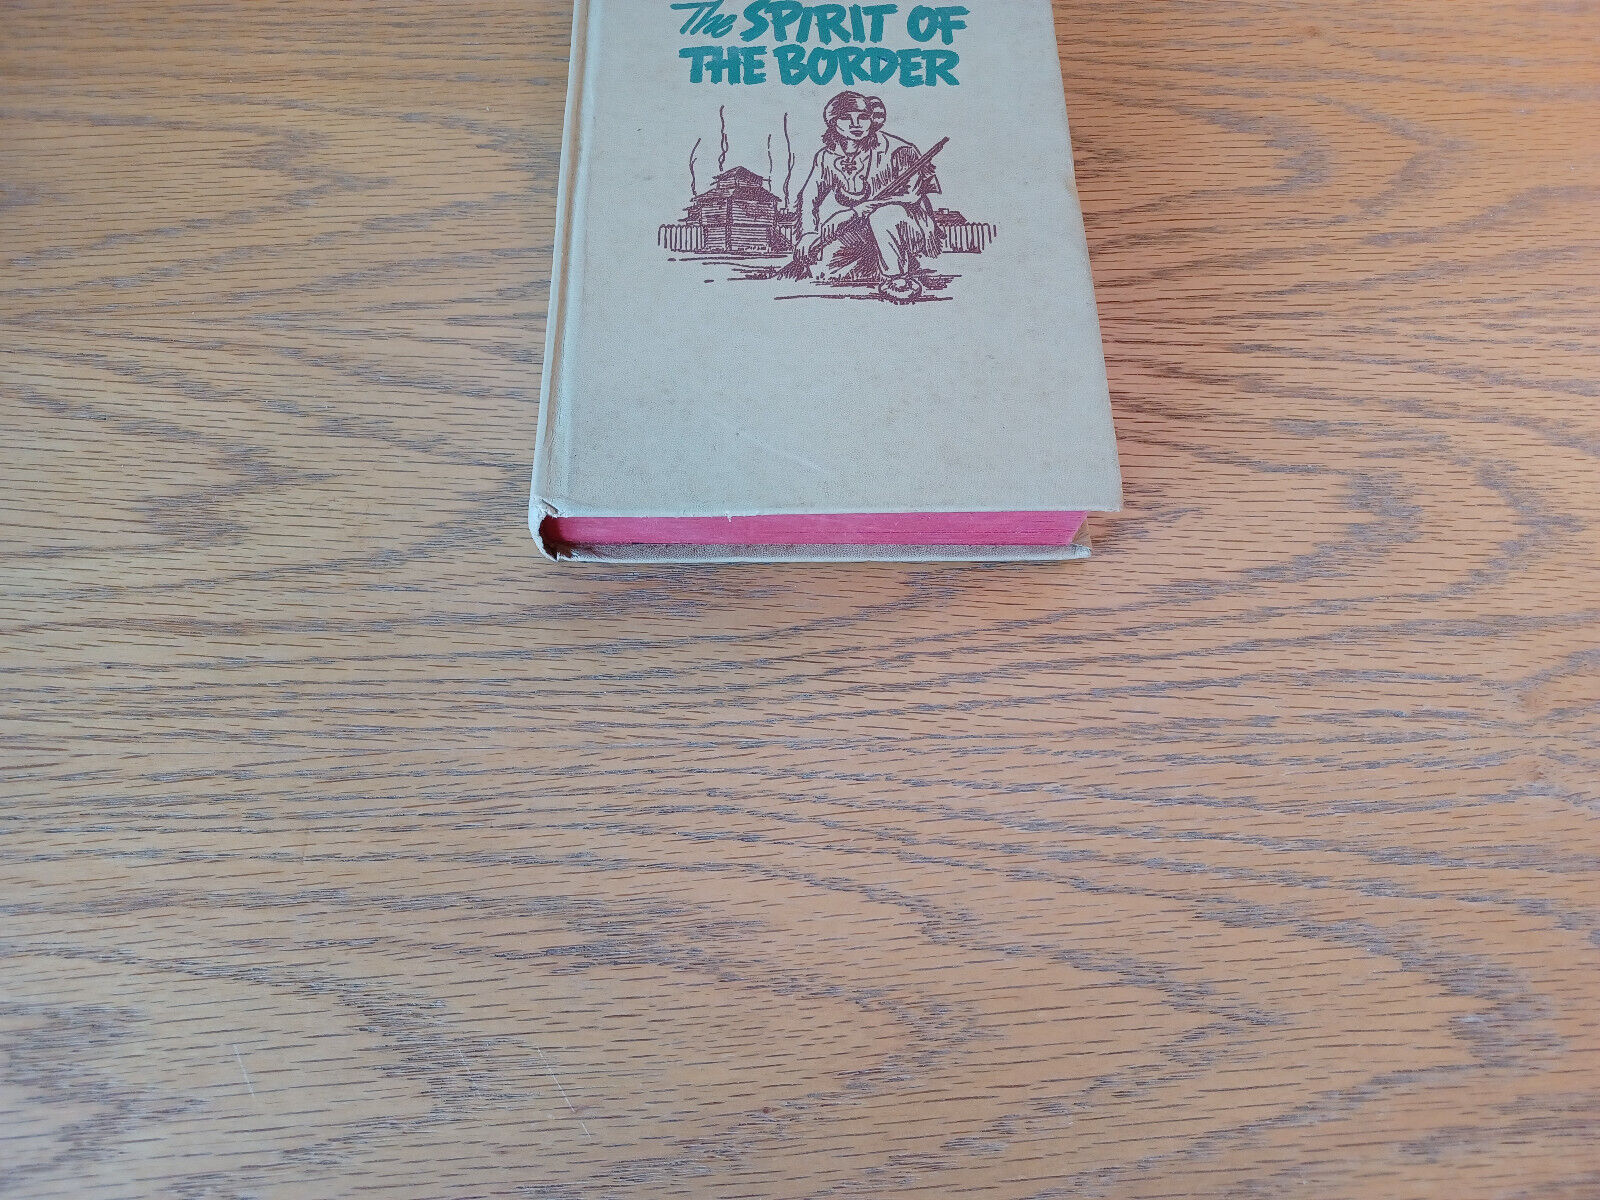 The SPIRIT OF
THE BORDER